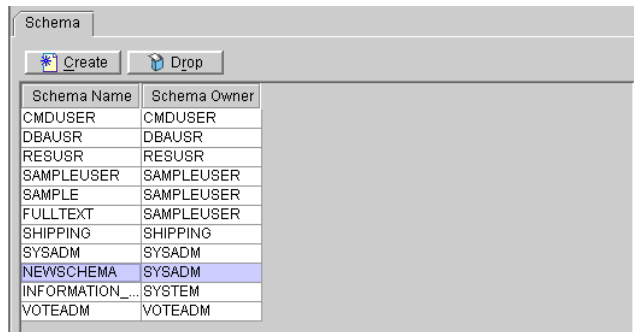 Schema
Create Drop
Schema Name Schema Owner
CMDUSER CMDUSER
DBAUSR DBAUSR
RESUSR RESUSR
SAMPLEUSER SAMPLEUSER
SAMPLE SAMPLEUSER
FULLTEXT SAMPLEUSER
SHIPPING SHIPPING
SYSADM SYSADM
NEWSCHEMA SYSADM
INFORMATION_... SYSTEM
VOTEADM VOTEADM